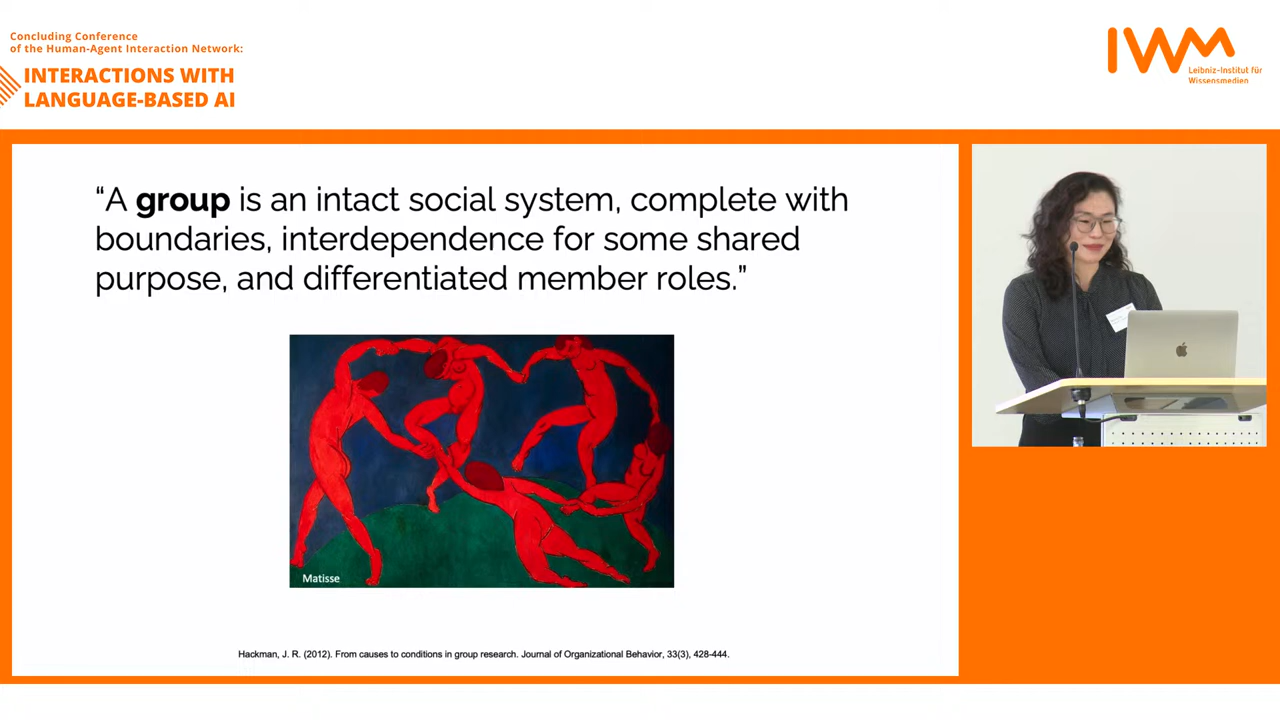 Concluding Conference
of the Human-Agent Interaction Network:
INTERACTIONS WITH
LANGUAGE-BASED AI
IWM
Leibniz-Institut für
Wissensmedien
“A group is an intact social system, complete with
boundaries, interdependence for some shared
purpose, and differentiated member roles.”
Matisse
Hackman, J. R. (2012). From causes to conditions in group research. Journal of Organizational Behavior, 33(3), 428-444.